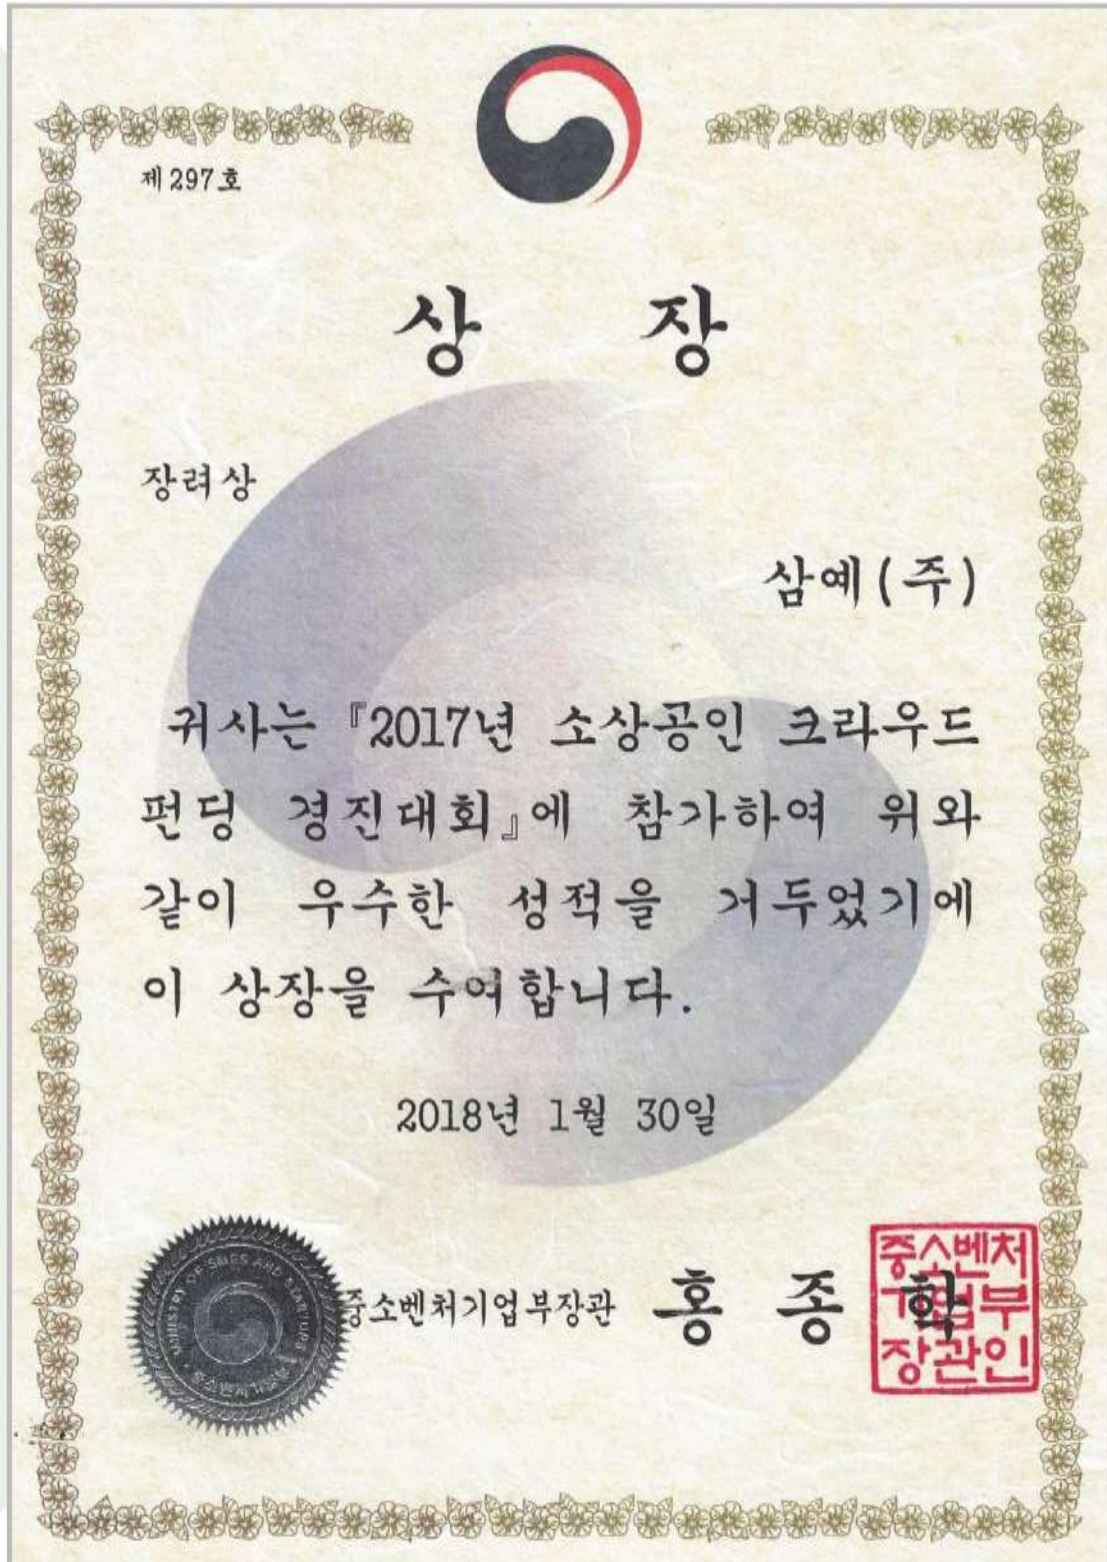 제297호
상 장
장려상
삼예(주)
귀사는 『2017년 소상공인 크라우드
펀딩 경진대회』에 참가하여 위와
같이 우수한 성적을 거두었기에
이 상장을 수여합니다.
2018년 1월 30일
중소벤처기업부장관 홍 종 학
중소벤처
기업부
장관인